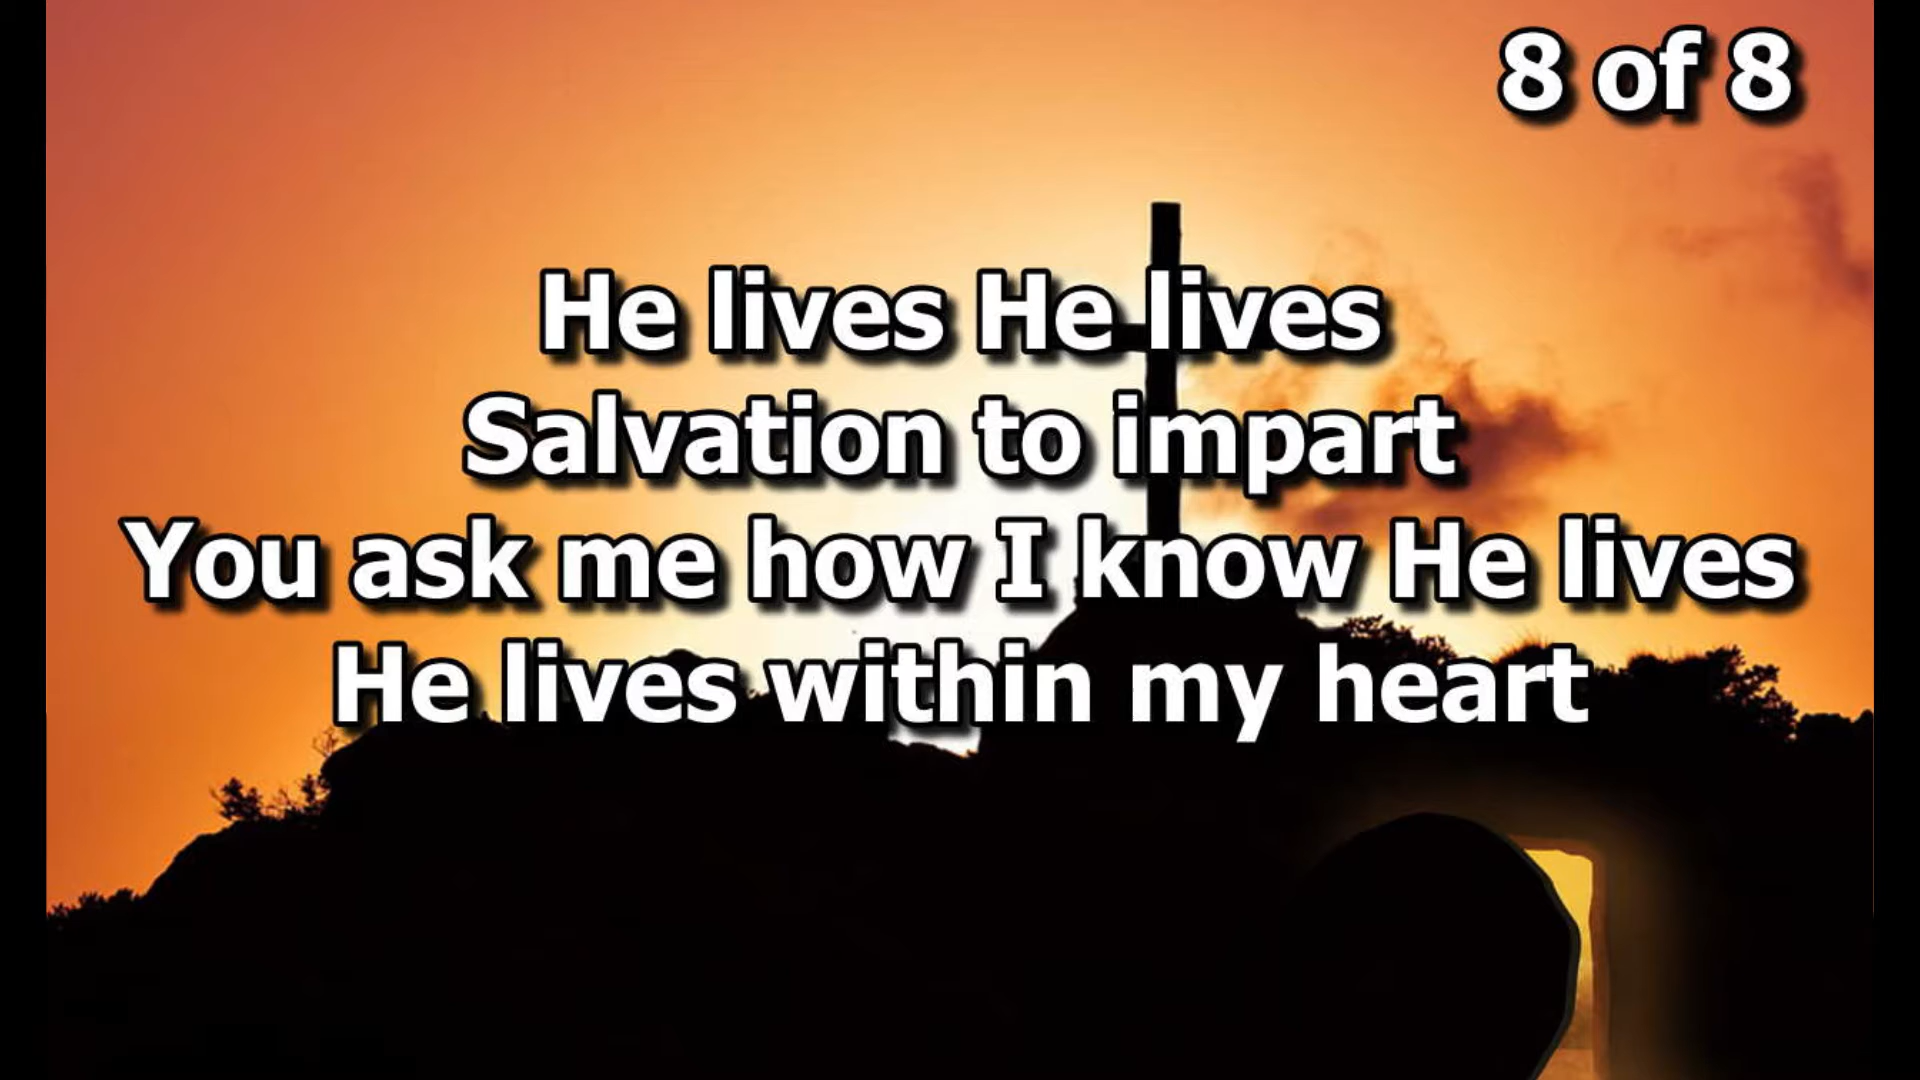 8 of 8
He lives He lives
Salvation to impart
You ask me how I know He lives
He lives within my heart